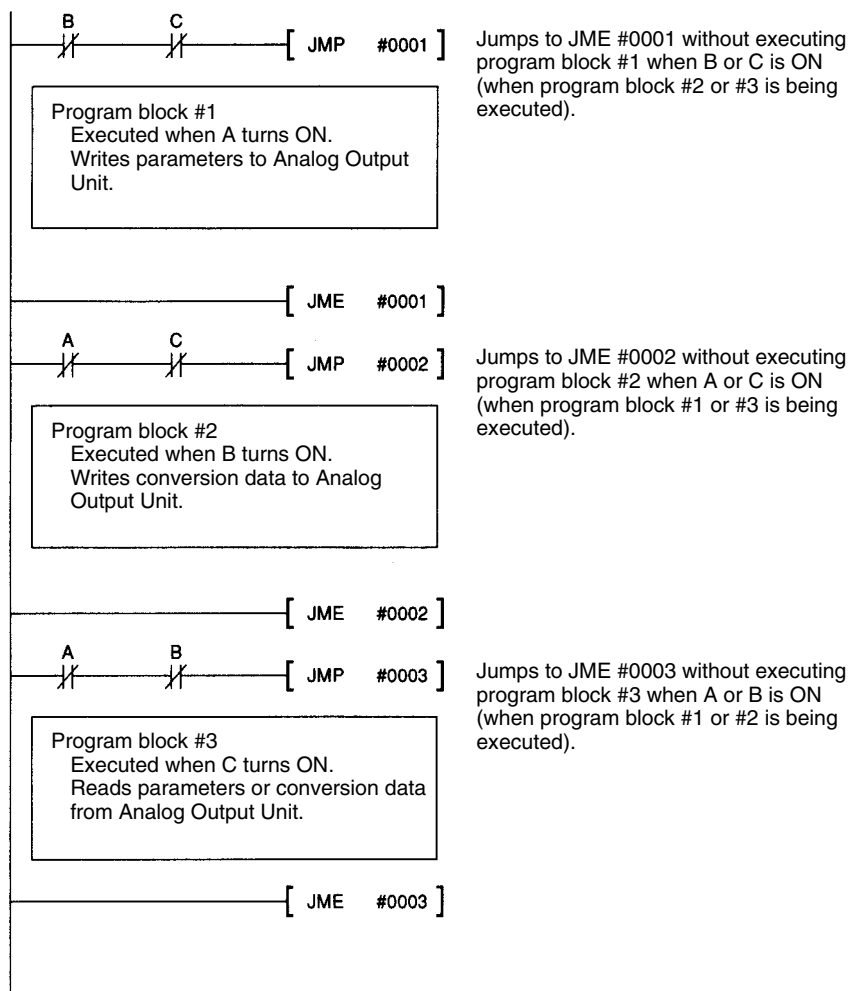 B C
[ JMP #0001 ]
Jumps to JME #0001 without executing
program block #1 when B or C is ON
(when program block #2 or #3 is being
executed).
Program block #1
Executed when A turns ON.
Writes parameters to Analog Output
Unit.
[ JME #0001 ]
A C
[ JMP #0002 ]
Jumps to JME #0002 without executing
program block #2 when A or C is ON
(when program block #1 or #3 is being
executed).
Program block #2
Executed when B turns ON.
Writes conversion data to Analog
Output Unit.
[ JME #0002 ]
A B
[ JMP #0003 ]
Jumps to JME #0003 without executing
program block #3 when A or B is ON
(when program block #1 or #2 is being
executed).
Program block #3
Executed when C turns ON.
Reads parameters or conversion data
from Analog Output Unit.
[ JME #0003 ]